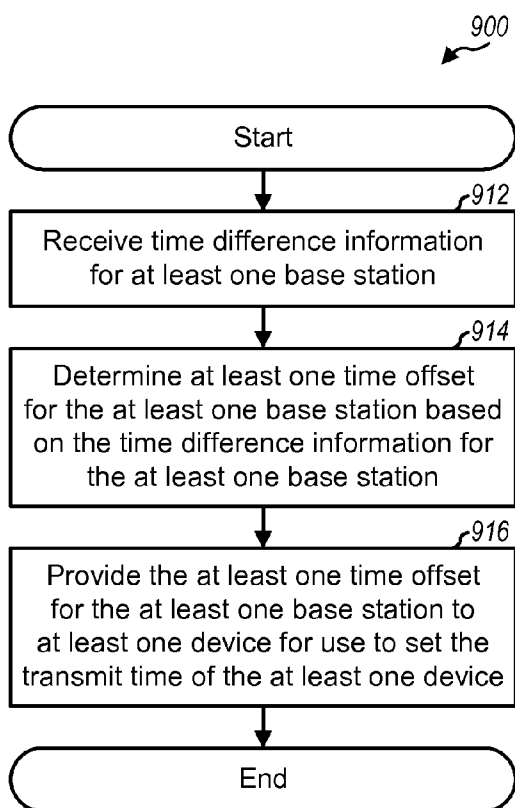 900
Start
912
Receive time difference information
for at least one base station
914
Determine at least one time offset
for the at least one base station based
on the time difference information for
the at least one base station
916
Provide the at least one time offset
for the at least one base station to
at least one device for use to set the
transmit time of the at least one device
End